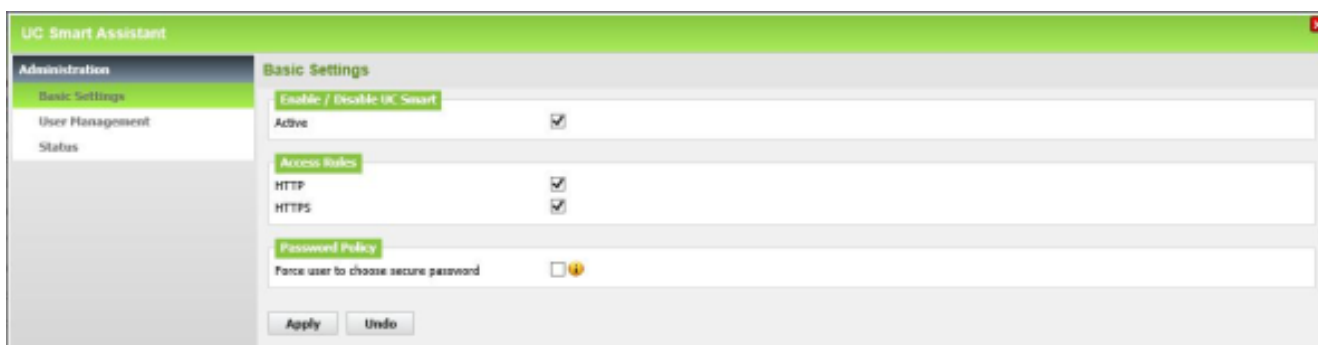 UC Smart Assistant
Administration
Basic Settings
User Management
Status
Basic Settings
Enable / Disable UC Smart
Active
Access Rules
HTTP
HTTPS
Password Policy
Force user to choose secure password
Apply Undo